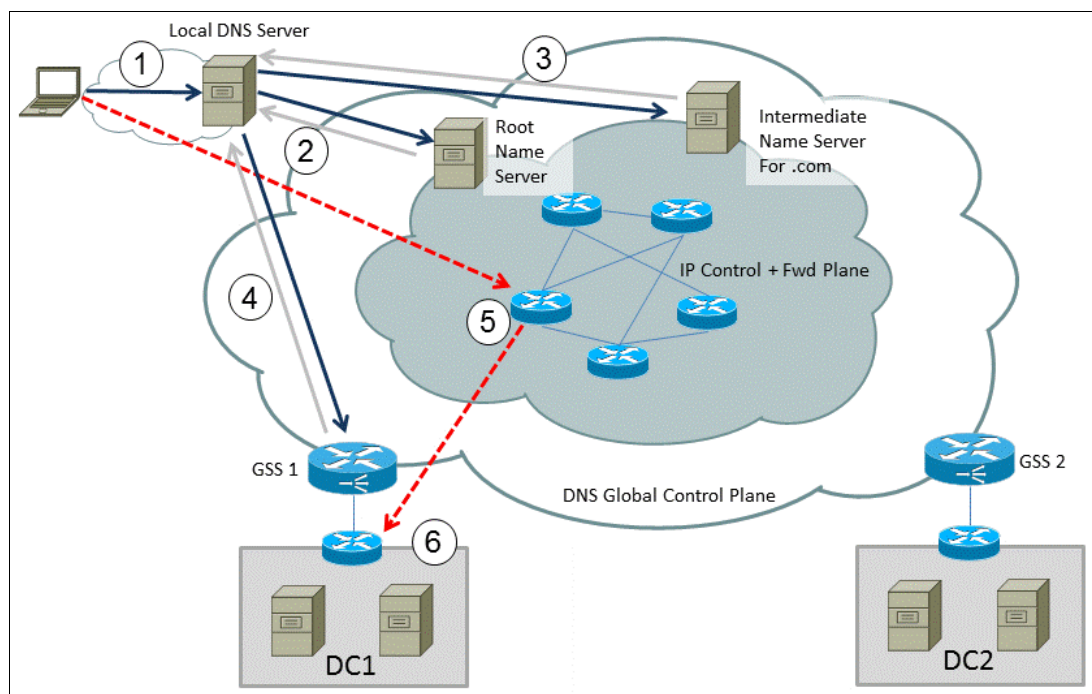 Local DNS Server
1
3
Root
Name
Server
Intermediate
Name Server
For .com
2
IP Control + Fwd Plane
4
5
GSS 1
GSS 2
DNS Global Control Plane
6
DC1
DC2